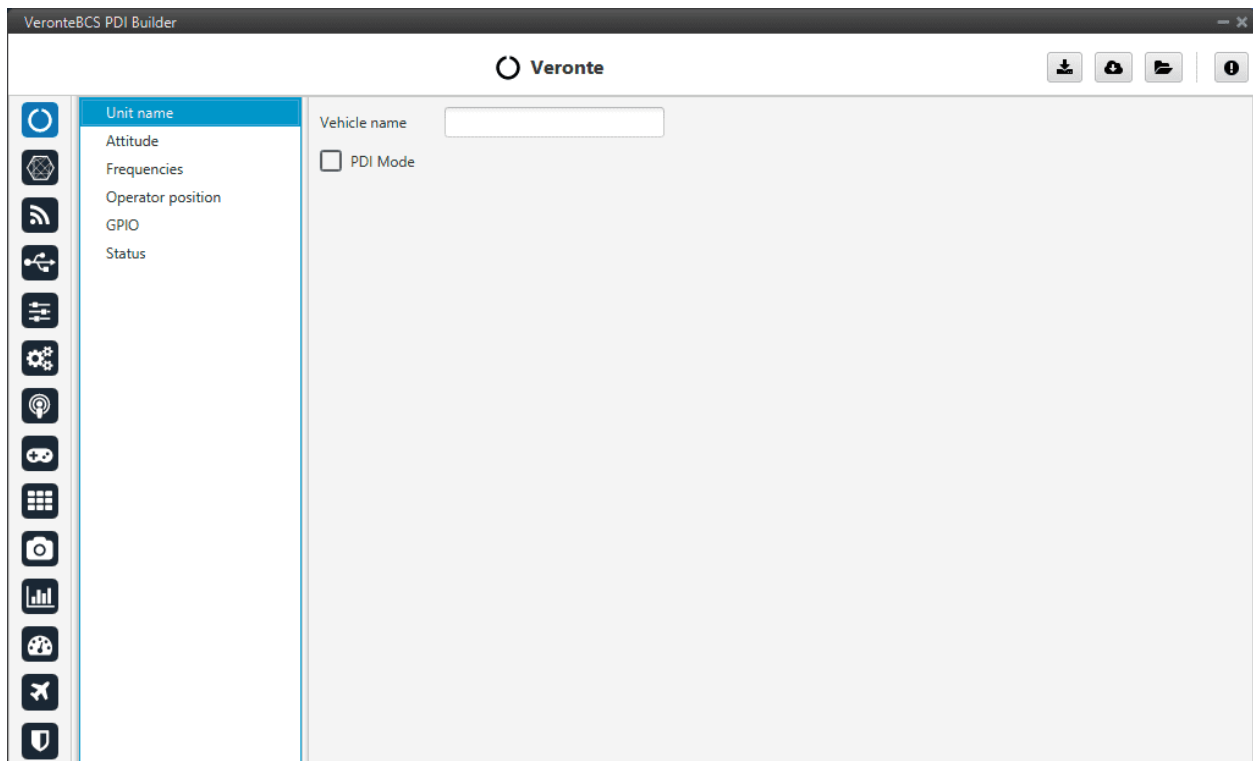 VeronteBCS PDI Builder
Veronte
Unit name
Attitude
Frequencies
Operator position
GPIO
Status
Vehicle name
PDI Mode